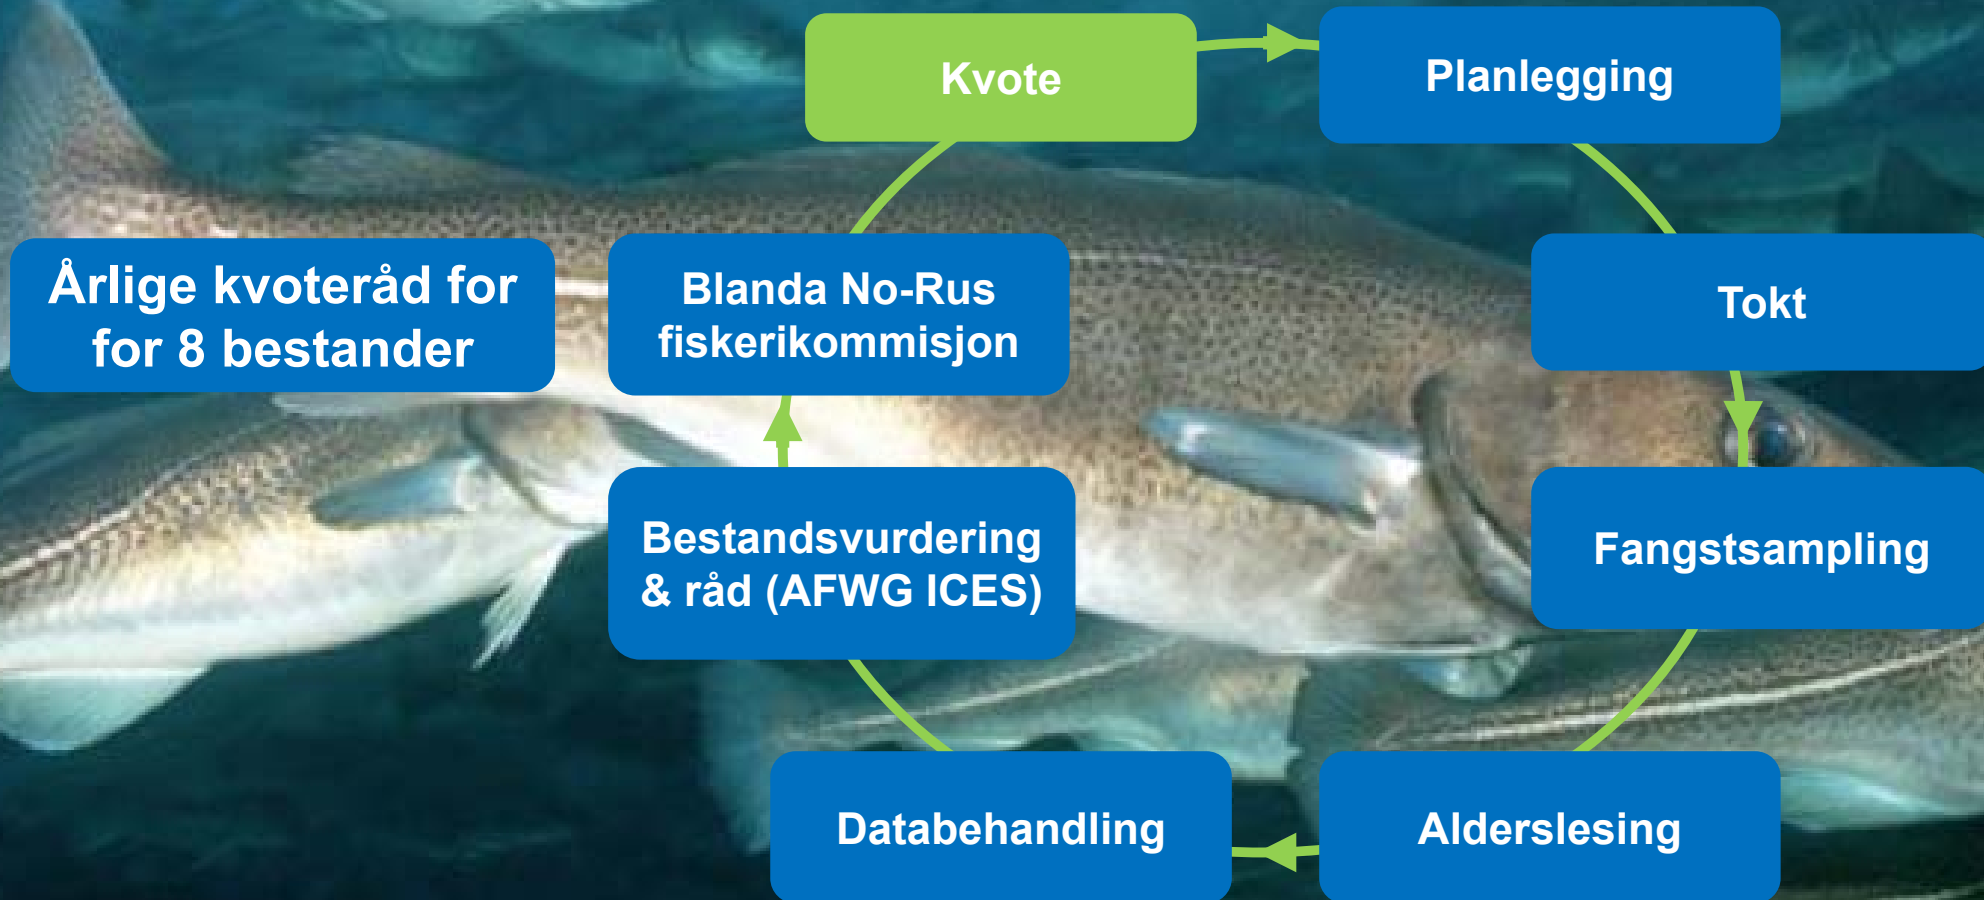 Kvote
Planlegging
Årlige kvoteråd for
for 8 bestander
Blanda No-Rus
fiskerikommisjon
Tokt
Bestandsvurdering
& råd (AFWG ICES)
Fangstsampling
Databehandling
Alderslesing